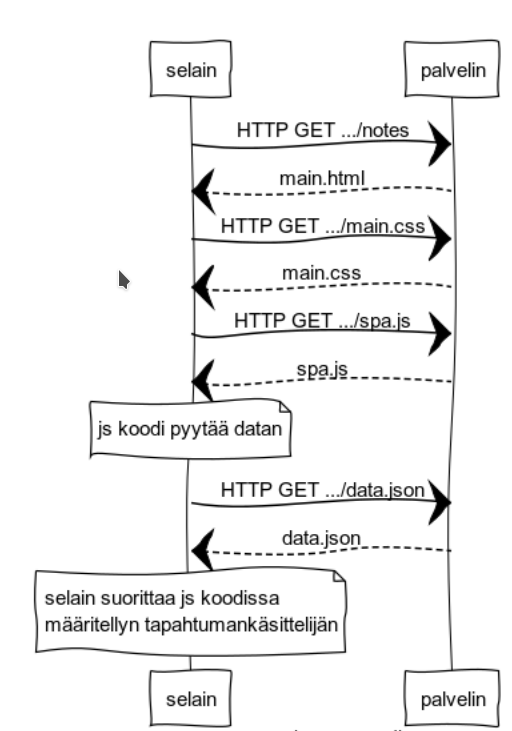 selain palvelin
HTTP GET .../notes
main.html
HTTP GET .../main.css
main.css
HTTP GET .../spa.js
spa.js
js koodi pyytää datan
HTTP GET .../data.json
data.json
selain suorittaa js koodissa
määritellyn tapahtumankäsittelijän
selain palvelin